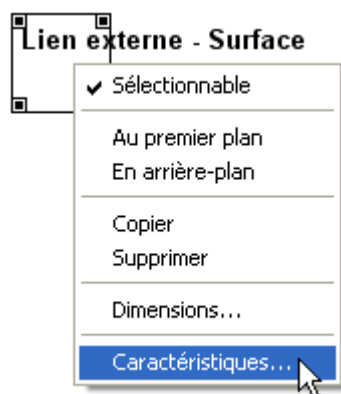 Lien externe - Surface
Sélectionnable
Au premier plan
En arrière-plan
Copier
Supprimer
Dimensions...
Caractéristiques...